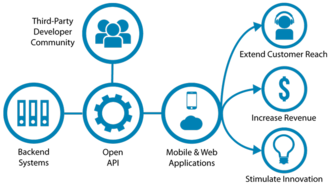 Third-Party
Developer
Community
Extend Customer Reach
$
Increase Revenue
Backend
Systems
Open
API
Mobile & Web
Applications
Stimulate Innovation